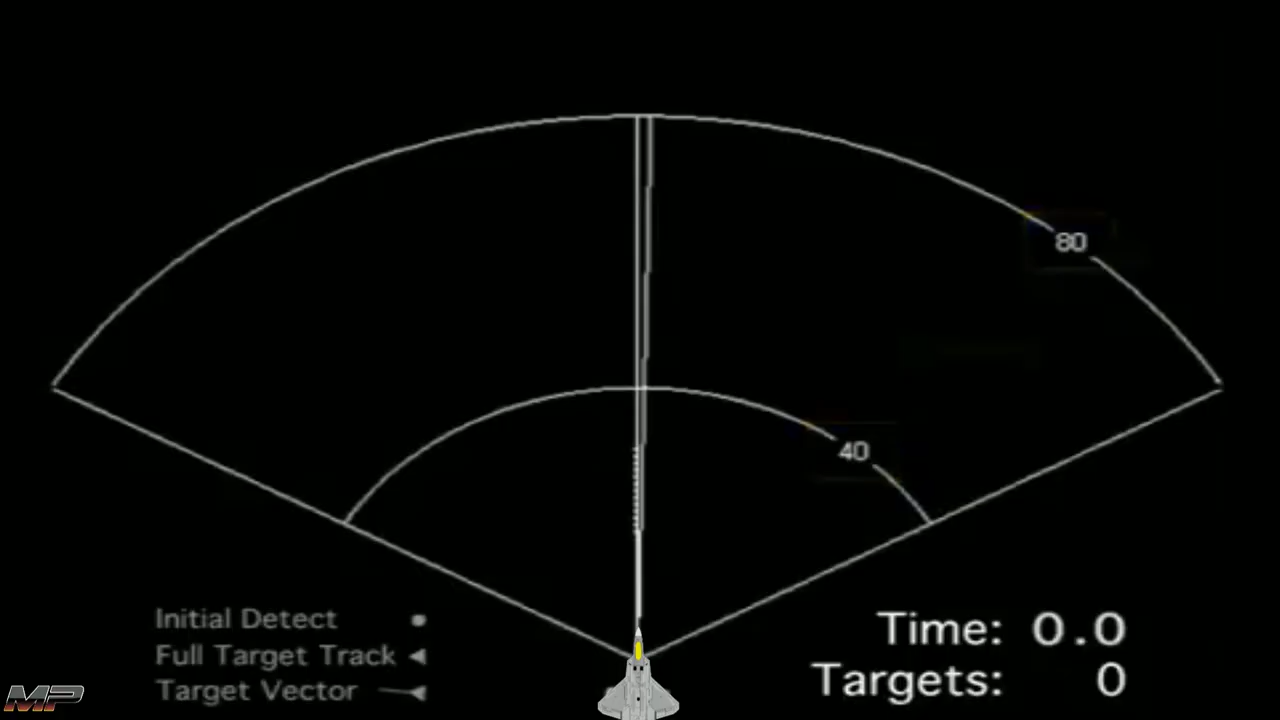 80
40
Initial Detect
Full Target Track
Target Vector
Time: 0.0
Targets: 0
MP